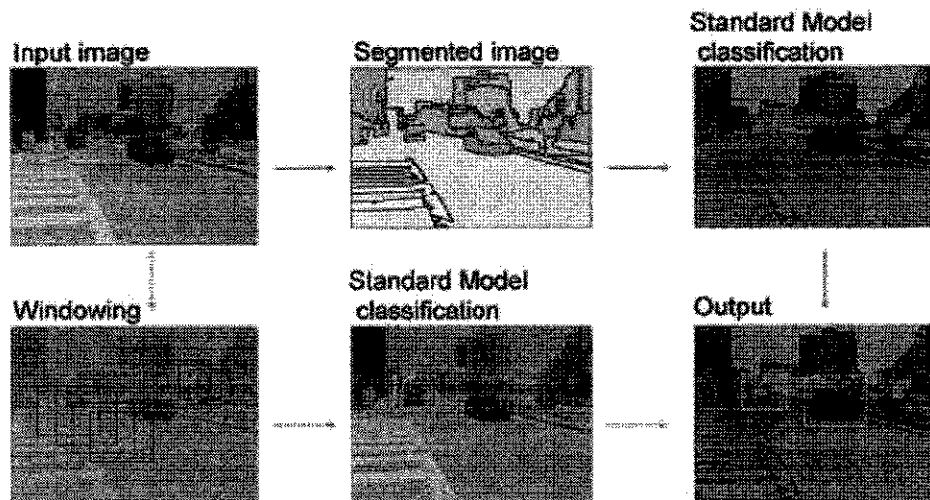 Input image
Segmented image
Standard Model
classification
Windowing
Standard Model
classification
Output